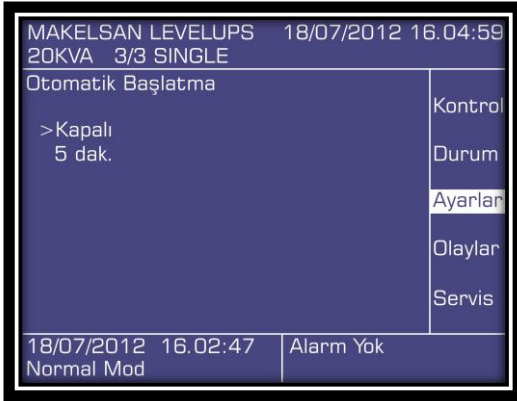 MAKELSAN LEVELUPS 18/07/2012 16.04:59
20KVA 3/3 SINGLE
Otomatik Başlatma
>Kapalı
5 dak.
Kontrol
Durum
Ayarlar
Olaylar
Servis
18/07/2012 16.02:47
Normal Mod
Alarm Yok